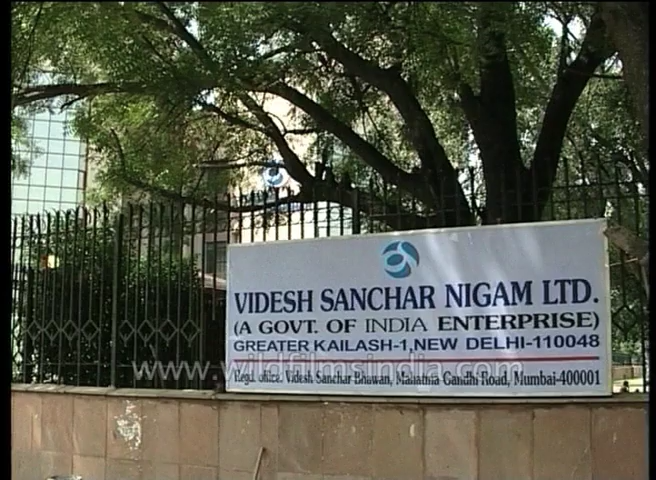 VIDESH SANCHAR NIGAM LTD.
(A GOVT. OF INDIA ENTERPRISE)
GREATER KAILASH-1, NEW DELHI-110048
www.wildfilmsindia.com
Regd. office: Videsh Sanchar Bhawan, Mahatma Gandhi Road, Mumbai-400001